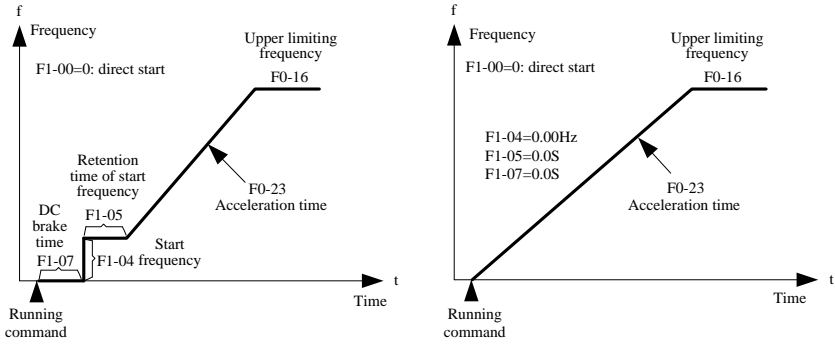 f
Frequency
F1-00=0: direct start
Upper limiting
frequency
F0-16
Retention
time of start
frequency
F1-05
F0-23
Acceleration time
DC
brake
time
F1-07
F1-04
Start
frequency
t
Time
Running
command
f
Frequency
F1-00=0: direct start
Upper limiting
frequency
F0-16
F1-04=0.00Hz
F1-05=0.0S
F1-07=0.0S
F0-23
Acceleration time
t
Time
Running
command